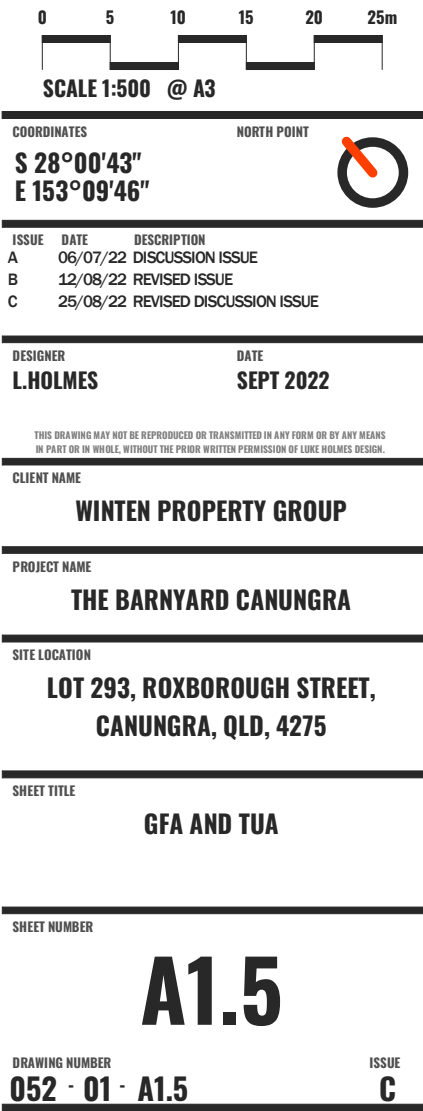 0 5 10 15 20 25m
SCALE 1:500 @ A3
COORDINATES NORTH POINT
S 28°00'43"
E 153°09'46"
ISSUE DATE DESCRIPTION
A 06/07/22 DISCUSSION ISSUE
B 12/08/22 REVISED ISSUE
C 25/08/22 REVISED DISCUSSION ISSUE
DESIGNER DATE
L.HOLMES SEPT 2022
THIS DRAWING MAY NOT BE REPRODUCED OR TRANSMITTED IN ANY FORM OR BY ANY MEANS
IN PART OR IN WHOLE, WITHOUT THE PRIOR WRITTEN PERMISSION OF LUKE HOLMES DESIGN.
CLIENT NAME
WINTEN PROPERTY GROUP
PROJECT NAME
THE BARNYARD CANUNGRA
SITE LOCATION
LOT 293, ROXBOROUGH STREET,
CANUNGRA, QLD, 4275
SHEET TITLE
GFA AND TUA
SHEET NUMBER
A1.5
DRAWING NUMBER ISSUE
052 - 01 - A1.5 C